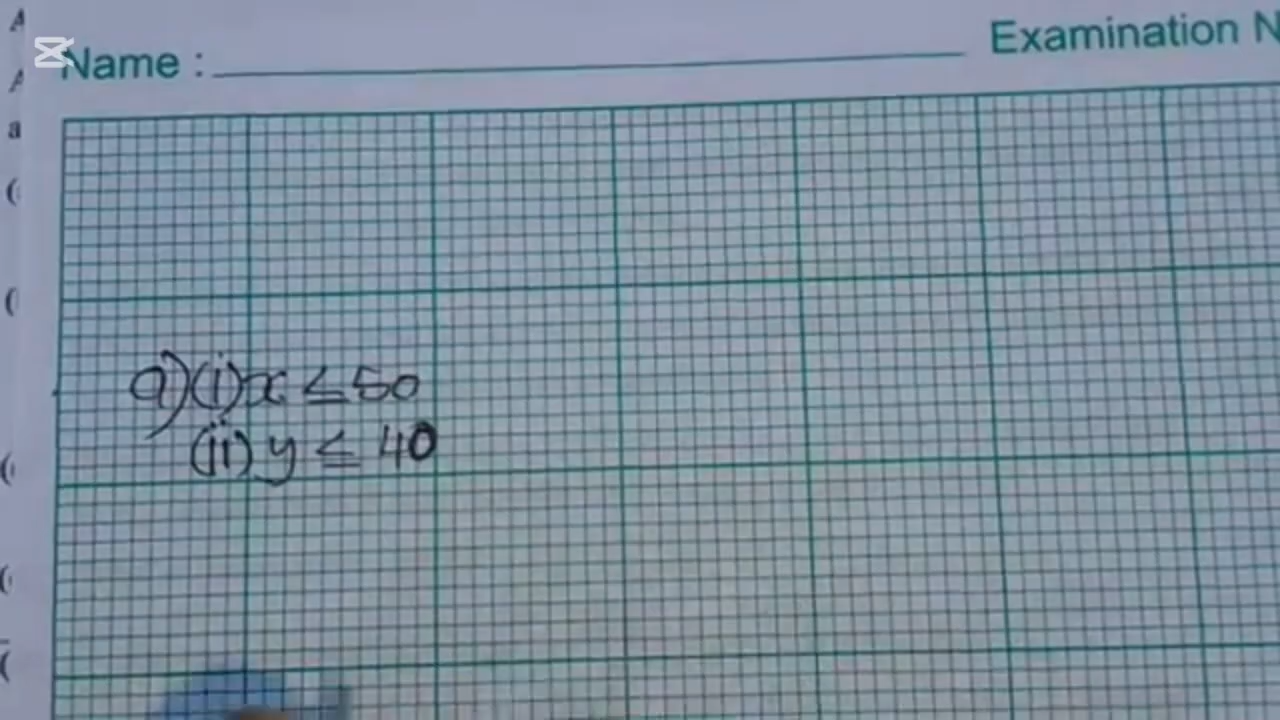 Name :
Examination N
a) (i) x ≤ 50
(ii) y ≤ 40